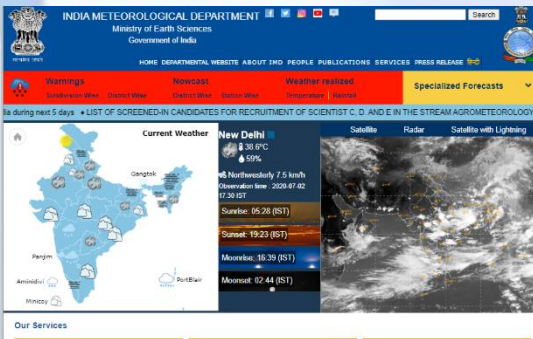 INDIA METEOROLOGICAL DEPARTMENT
Search
Ministry of Earth Sciences
Government of India
HOME DEPARTMENTAL WEBSITE ABOUT IMD PEOPLE PUBLICATIONS SERVICES PRESS RELEASE
Warnings
Subdivision Wise District Wise
Nowcast
District Wise Station Wise
Weather realized
Temperature Rainfall
Specialized Forecasts
dia during next 5 days • LIST OF SCREENED-IN CANDIDATES FOR RECRUITMENT OF SCIENTIST C, D AND E IN THE STREAM AGROMETEOROLOGY
Current Weather
Gangtok
Panjim
Aminidivi
PortBlair
Minicoy
New Delhi
38.6°C
59%
Northwesterly 7.5 km/h
Observation time : 2020-07-02
17:30 IST
Sunrise: 05:28 (IST)
Sunset: 19:23 (IST)
Moonrise: 16:39 (IST)
Moonset: 02:44 (IST)
Satellite Radar Satellite with Lightning
Our Services